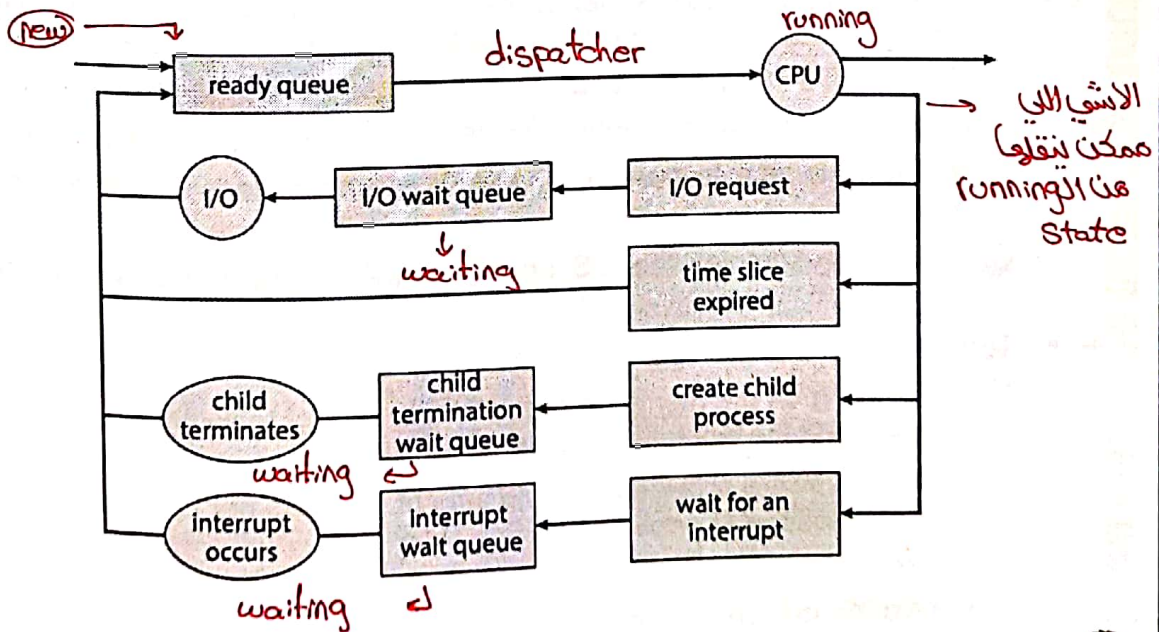 new
running
dispatcher
ready queue
CPU
الاشي اللي
ممكن ينقلها
من الـ running
state
I/O
I/O wait queue
I/O request
waiting
time slice
expired
child
terminates
child
termination
wait queue
create child
process
waiting
interrupt
occurs
interrupt
wait queue
wait for an
interrupt
waiting